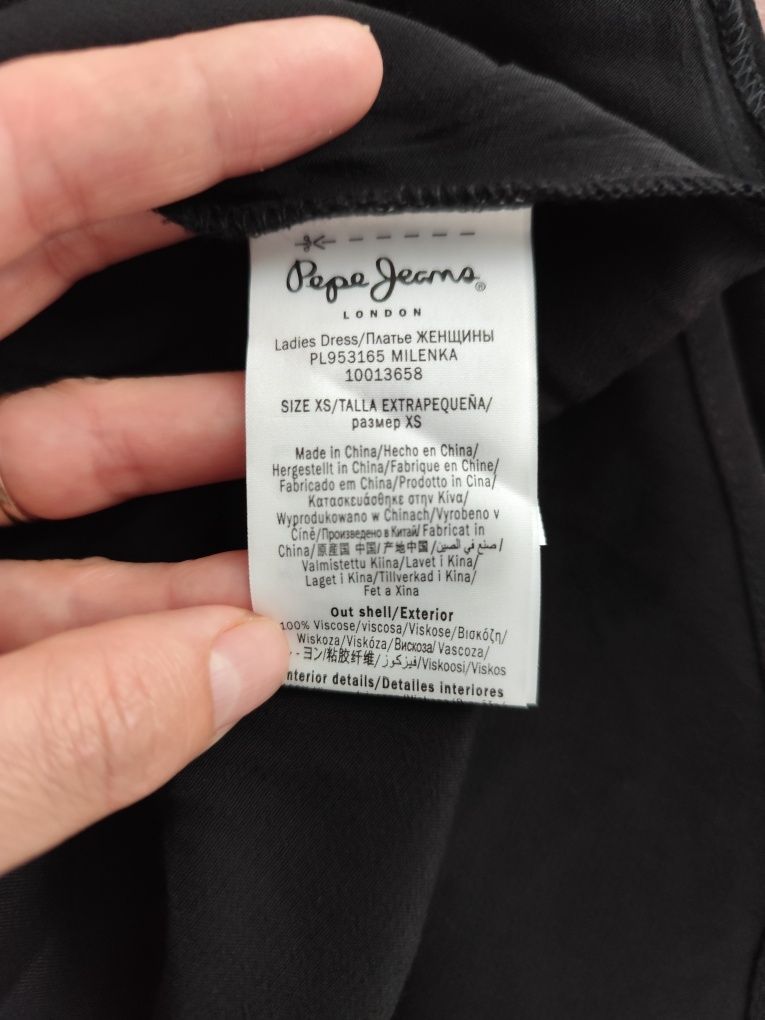 Pepe Jeans®
LONDON
Ladies Dress/Платье ЖЕНЩИНЫ
PL953165 MILENKA
10013658
SIZE XS/TALLA EXTRAPEQUEÑA/
размер XS
Made in China/Hecho en China/
Hergestellt in China/Fabrique en Chine/
Fabricado em China/Prodotto in Cina/
Κατασκευάσθηκε στην Κίνα/
Wyprodukowano w Chinach/Vyrobeno v
Číně/Произведено в Китай/Fabricat in
China/原産国 中国/产地中国/صنع في الصين/
Valmistettu Kiina/Lavet i Kina/
Laget i Kina/Tillverkad i Kina/
Fet a Xina
Out shell/Exterior
100% Viscose/viscosa/Viskose/Βισκόζη/
Wiskoza/Viskóza/Вискоза/Vascoza/
ヨン/粘胶纤维/فيزكوز/Viskoosi/Viskos
Interior details/Detalles interiores